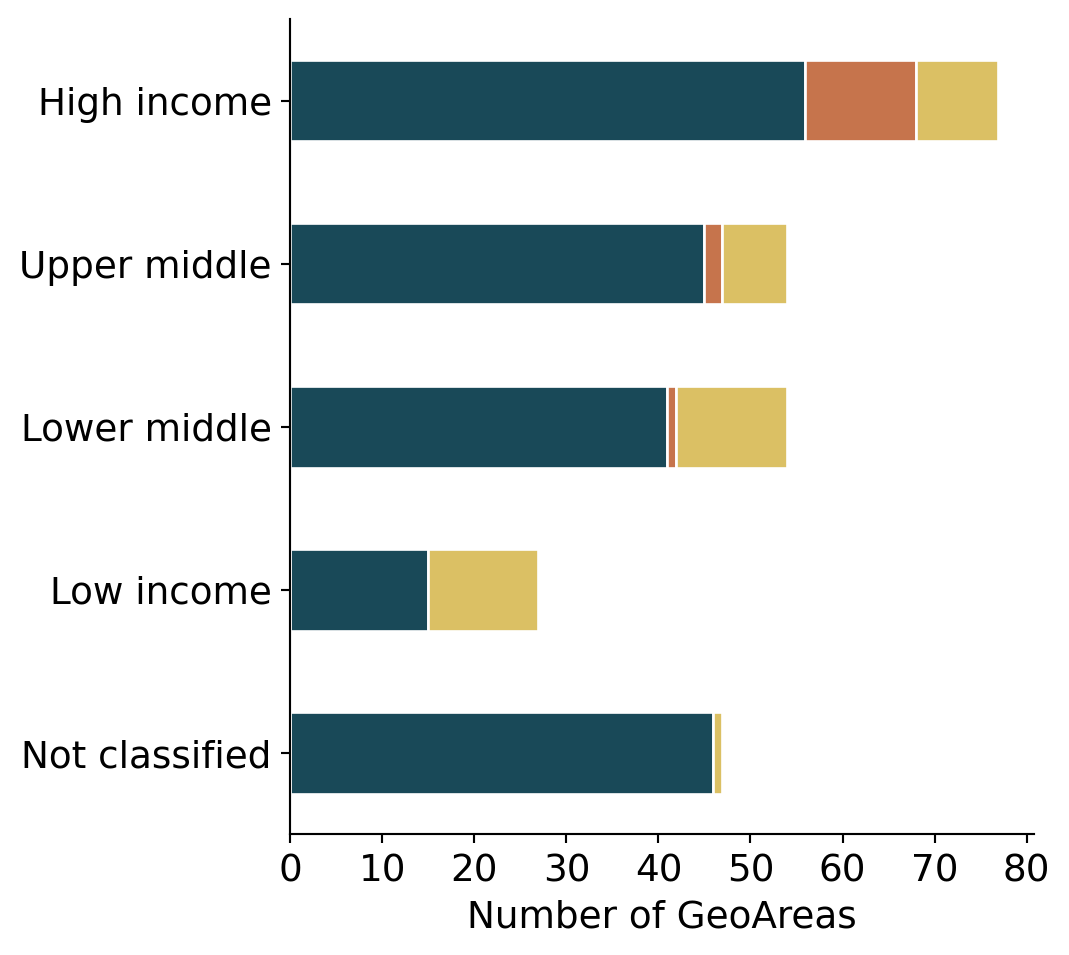 High income
Upper middle
Lower middle
Low income
Not classified
0 10 20 30 40 50 60 70 80
Number of GeoAreas